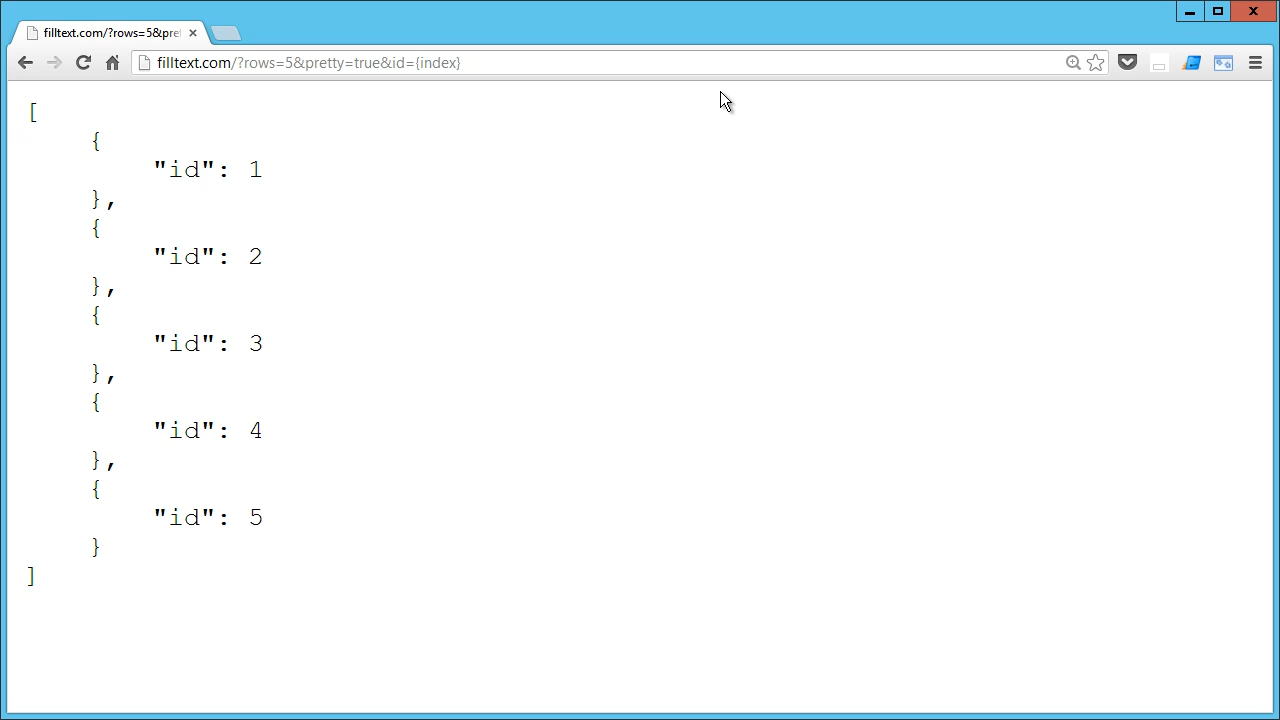 filltext.com/?rows=5&pre
filltext.com/?rows=5&pretty=true&id={index}
[
{
"id": 1
},
{
"id": 2
},
{
"id": 3
},
{
"id": 4
},
{
"id": 5
}
]